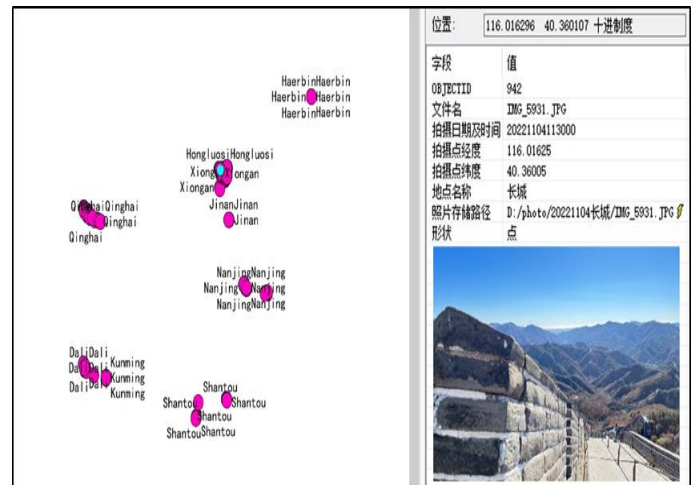 HaerbinHaerbin
Haerbin Haerbin
HaerbinHaerbin
HongluosiHongluosi
Xiongan
Xiongan
JinanJinan
Jinan
QinghaiQinghai
Qinghai
Qinghai
NanjingNanjing
Nanjing Nanjing
NanjingNanjing
DaliDali
Kunming
Dali Kunming
DaliDali Kunming
Shantou
Shantou Shantou
Shantou
ShantouShantou
位置: 116.016296 40.360107 十进制度
字段 值
OBJECTID 942
文件名 IMG_5931.JPG
拍摄日期及时间 20221104113000
拍摄点经度 116.01625
拍摄点纬度 40.36005
地点名称 长城
照片存储路径 D:/photo/20221104长城/IMG_5931.JPG
形状 点